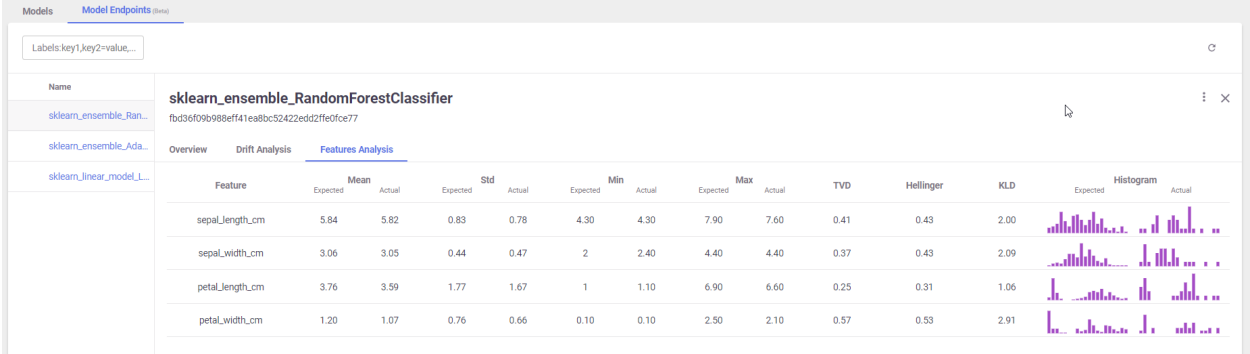 Models Model Endpoints (Beta)
Labels:key1,key2=value,...
Name
sklearn_ensemble_Ran...
sklearn_ensemble_Ada...
sklearn_linear_model_L...
sklearn_ensemble_RandomForestClassifier
fbd36f09b988eff41ea8bc52422edd2ffe0fce77
Overview Drift Analysis Features Analysis
Feature Mean Std Min Max TVD Hellinger KLD Histogram
Expected Actual Expected Actual Expected Actual Expected Actual Expected Actual
sepal_length_cm 5.84 5.82 0.83 0.78 4.30 4.30 7.90 7.60 0.41 0.43 2.00
sepal_width_cm 3.06 3.05 0.44 0.47 2 2.40 4.40 4.40 0.37 0.43 2.09
petal_length_cm 3.76 3.59 1.77 1.67 1 1.10 6.90 6.60 0.25 0.31 1.06
petal_width_cm 1.20 1.07 0.76 0.66 0.10 0.10 2.50 2.10 0.57 0.53 2.91